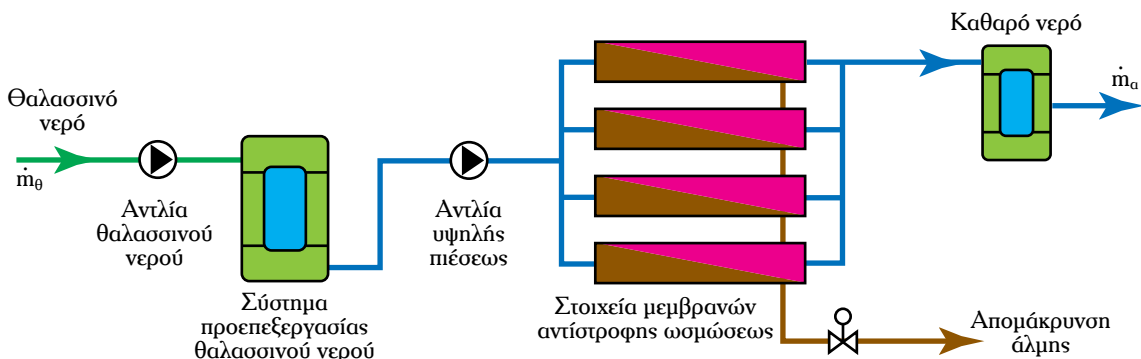 Θαλασσινό
νερό
ṁθ
Αντλία
θαλασσινού
νερού
Σύστημα
προεπεξεργασίας
θαλασσινού νερού
Αντλία
υψηλής
πιέσεως
Στοιχεία μεμβρανών
αντίστροφης ωσμώσεως
Καθαρό νερό
ṁα
Απομάκρυνση
άλμης